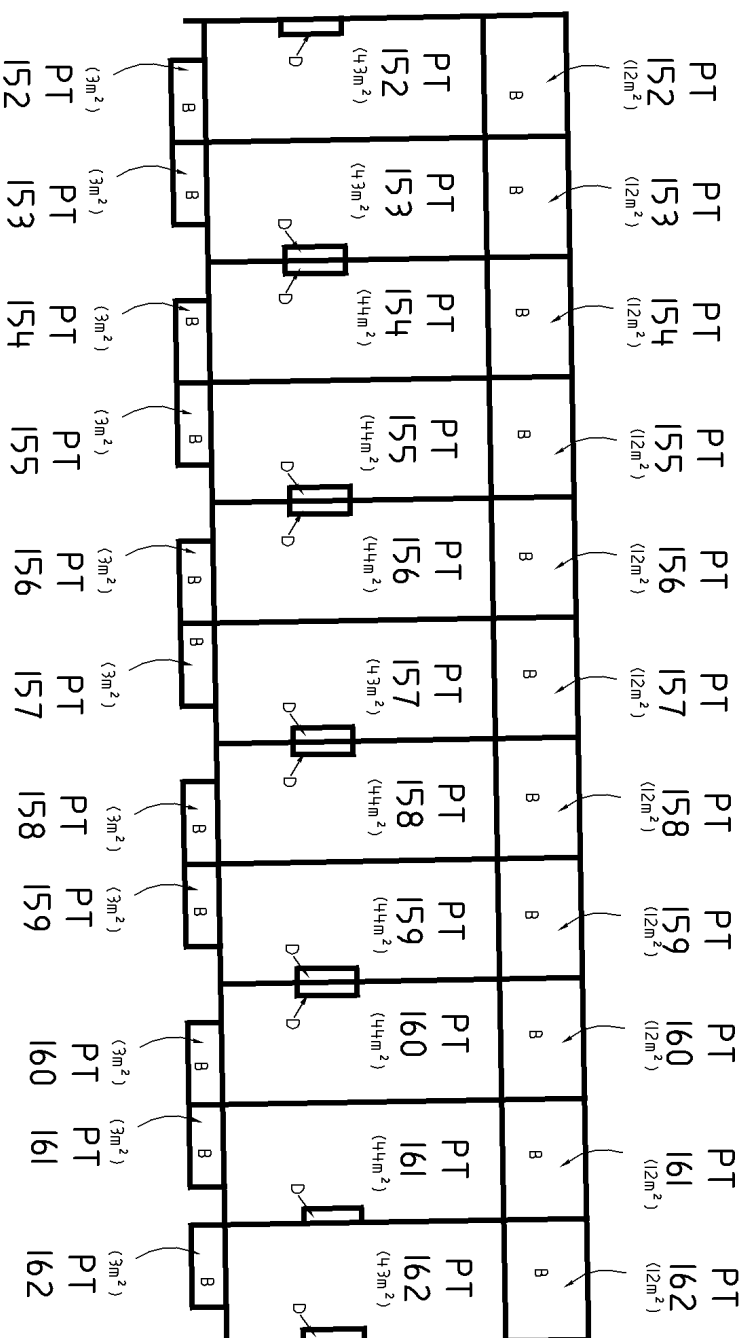 PT PT PT PT PT PT PT PT PT PT PT
152 153 154 155 156 157 158 159 160 161 162
(12m²) (12m²) (12m²) (12m²) (12m²) (12m²) (12m²) (12m²) (12m²) (12m²) (12m²)
B B B B B B B B B B B
PT PT PT PT PT PT PT PT PT PT PT
152 153 154 155 156 157 158 159 160 161 162
(43m²) (43m²) (44m²) (44m²) (44m²) (43m²) (44m²) (44m²) (44m²) (44m²) (43m²)
D D D D D D D D D D D
B B B B B B B B B B B
(3m²) (3m²) (3m²) (3m²) (3m²) (3m²) (3m²) (3m²) (3m²) (3m²) (3m²)
PT PT PT PT PT PT PT PT PT PT PT
152 153 154 155 156 157 158 159 160 161 162